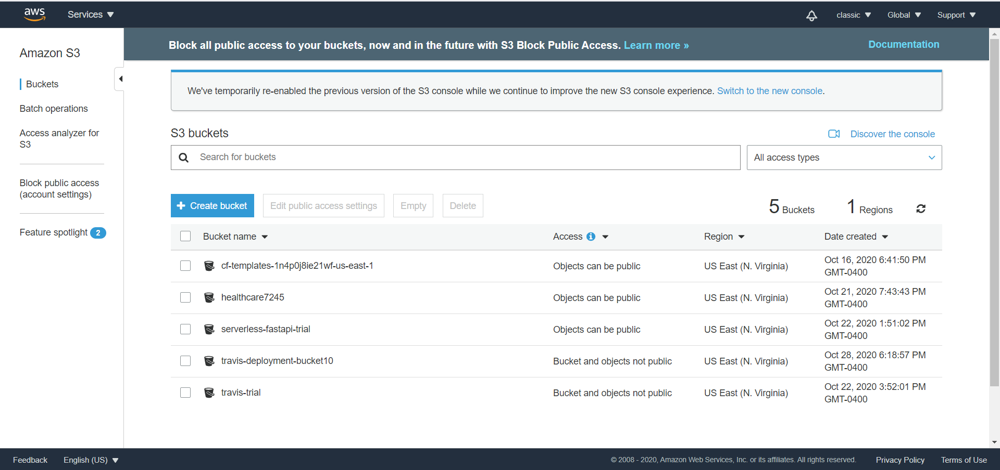 aws Services classic Global Support
Amazon S3
Buckets
Batch operations
Access analyzer for
S3
Block public access
(account settings)
Feature spotlight 2
Block all public access to your buckets, now and in the future with S3 Block Public Access. Learn more » Documentation
We've temporarily re-enabled the previous version of the S3 console while we continue to improve the new S3 console experience. Switch to the new console.
S3 buckets Discover the console
Search for buckets All access types
Create bucket Edit public access settings Empty Delete 5 Buckets 1 Regions
Bucket name Access i Region Date created
cf-templates-1n4p0j8ie21wf-us-east-1 Objects can be public US East (N. Virginia) Oct 16, 2020 6:41:50 PM
GMT-0400
healthcare7245 Objects can be public US East (N. Virginia) Oct 21, 2020 7:43:43 PM
GMT-0400
serverless-fastapi-trial Objects can be public US East (N. Virginia) Oct 22, 2020 1:51:02 PM
GMT-0400
travis-deployment-bucket10 Bucket and objects not public US East (N. Virginia) Oct 28, 2020 6:18:57 PM
GMT-0400
travis-trial Bucket and objects not public US East (N. Virginia) Oct 22, 2020 3:52:01 PM
GMT-0400
Feedback English (US) © 2008 - 2020, Amazon Web Services, Inc. or its affiliates. All rights reserved. Privacy Policy Terms of Use